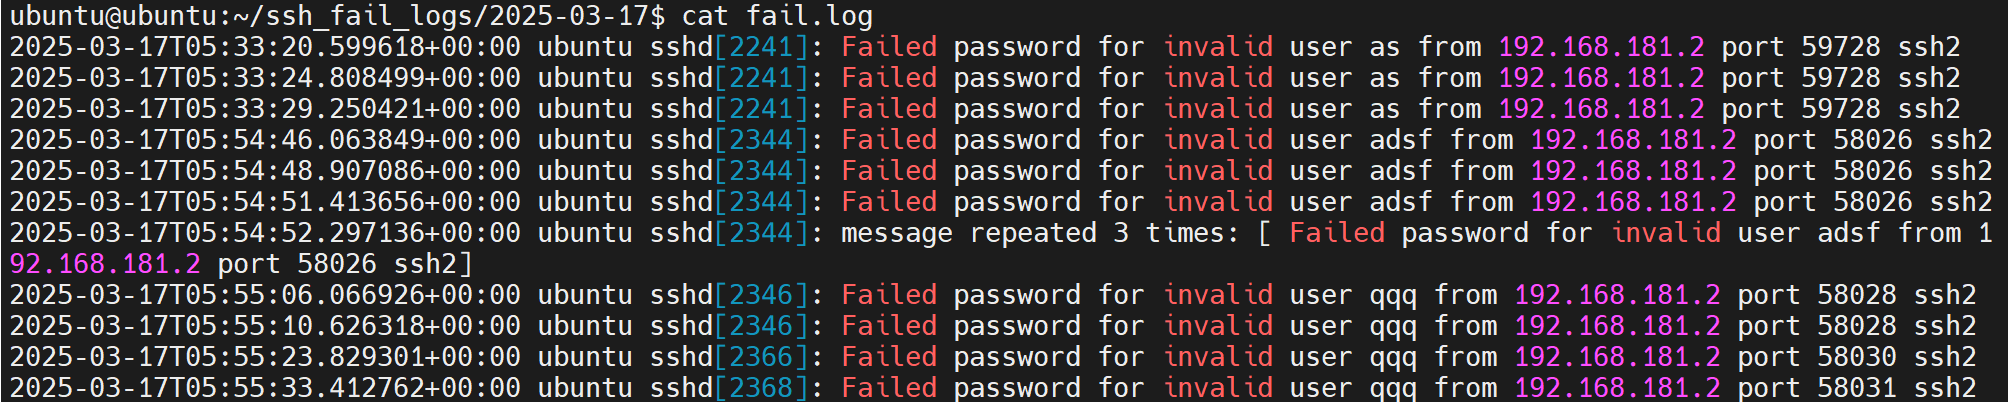 ubuntu@ubuntu:~/ssh_fail_logs/2025-03-17$ cat fail.log
2025-03-17T05:33:20.599618+00:00 ubuntu sshd[2241]: Failed password for invalid user as from 192.168.181.2 port 59728 ssh2
2025-03-17T05:33:24.808499+00:00 ubuntu sshd[2241]: Failed password for invalid user as from 192.168.181.2 port 59728 ssh2
2025-03-17T05:33:29.250421+00:00 ubuntu sshd[2241]: Failed password for invalid user as from 192.168.181.2 port 59728 ssh2
2025-03-17T05:54:46.063849+00:00 ubuntu sshd[2344]: Failed password for invalid user adsf from 192.168.181.2 port 58026 ssh2
2025-03-17T05:54:48.907086+00:00 ubuntu sshd[2344]: Failed password for invalid user adsf from 192.168.181.2 port 58026 ssh2
2025-03-17T05:54:51.413656+00:00 ubuntu sshd[2344]: Failed password for invalid user adsf from 192.168.181.2 port 58026 ssh2
2025-03-17T05:54:52.297136+00:00 ubuntu sshd[2344]: message repeated 3 times: [ Failed password for invalid user adsf from 1
92.168.181.2 port 58026 ssh2]
2025-03-17T05:55:06.066926+00:00 ubuntu sshd[2346]: Failed password for invalid user qqq from 192.168.181.2 port 58028 ssh2
2025-03-17T05:55:10.626318+00:00 ubuntu sshd[2346]: Failed password for invalid user qqq from 192.168.181.2 port 58028 ssh2
2025-03-17T05:55:23.829301+00:00 ubuntu sshd[2366]: Failed password for invalid user qqq from 192.168.181.2 port 58030 ssh2
2025-03-17T05:55:33.412762+00:00 ubuntu sshd[2368]: Failed password for invalid user qqq from 192.168.181.2 port 58031 ssh2